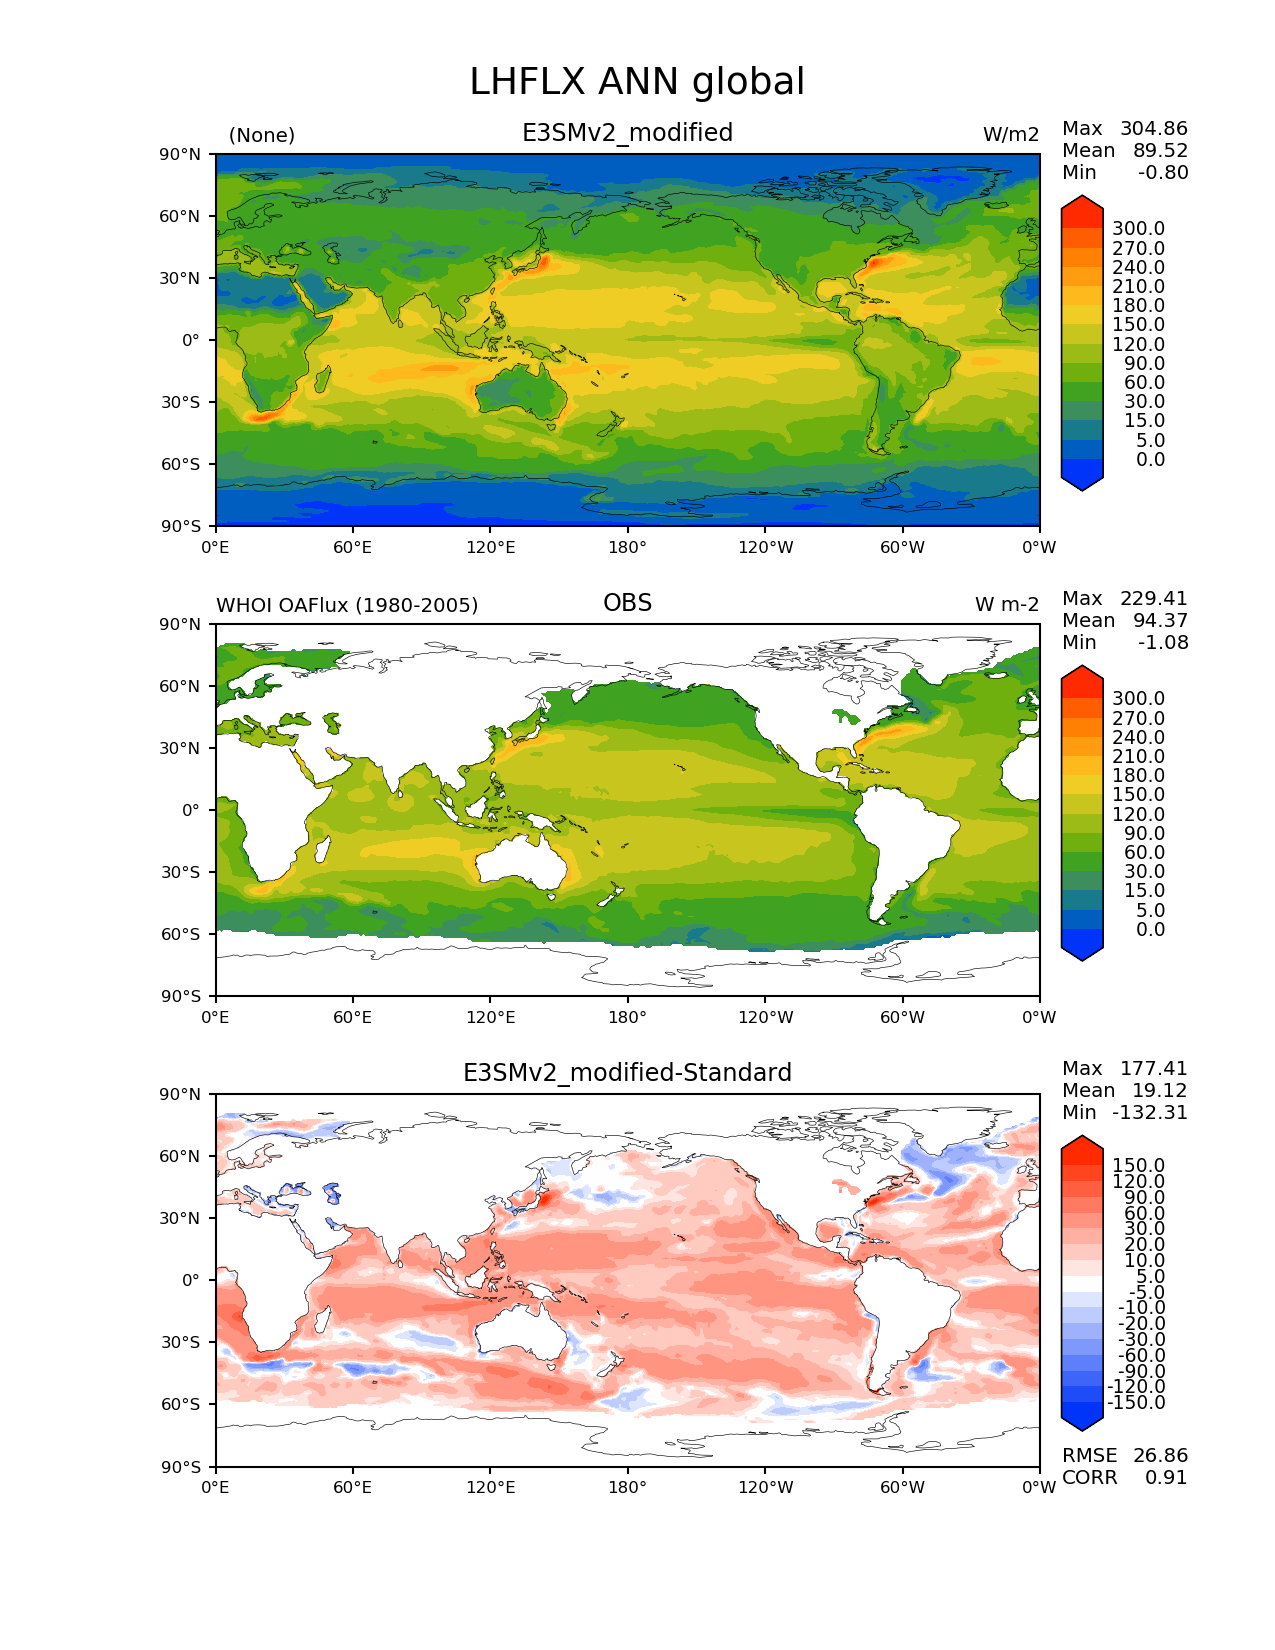 LHFLX ANN global
(None) E3SMv2_modified W/m2
Max 304.86
Mean 89.52
Min -0.80
90°N
60°N
30°N
0°
30°S
60°S
90°S
0°E 60°E 120°E 180° 120°W 60°W 0°W
300.0
270.0
240.0
210.0
180.0
150.0
120.0
90.0
60.0
30.0
15.0
5.0
0.0
WHOI OAFlux (1980-2005) OBS W m-2
Max 229.41
Mean 94.37
Min -1.08
90°N
60°N
30°N
0°
30°S
60°S
90°S
0°E 60°E 120°E 180° 120°W 60°W 0°W
300.0
270.0
240.0
210.0
180.0
150.0
120.0
90.0
60.0
30.0
15.0
5.0
0.0
E3SMv2_modified-Standard
Max 177.41
Mean 19.12
Min -132.31
90°N
60°N
30°N
0°
30°S
60°S
90°S
0°E 60°E 120°E 180° 120°W 60°W 0°W
150.0
120.0
90.0
60.0
30.0
20.0
10.0
5.0
-5.0
-10.0
-20.0
-30.0
-60.0
-90.0
-120.0
-150.0
RMSE 26.86
CORR 0.91